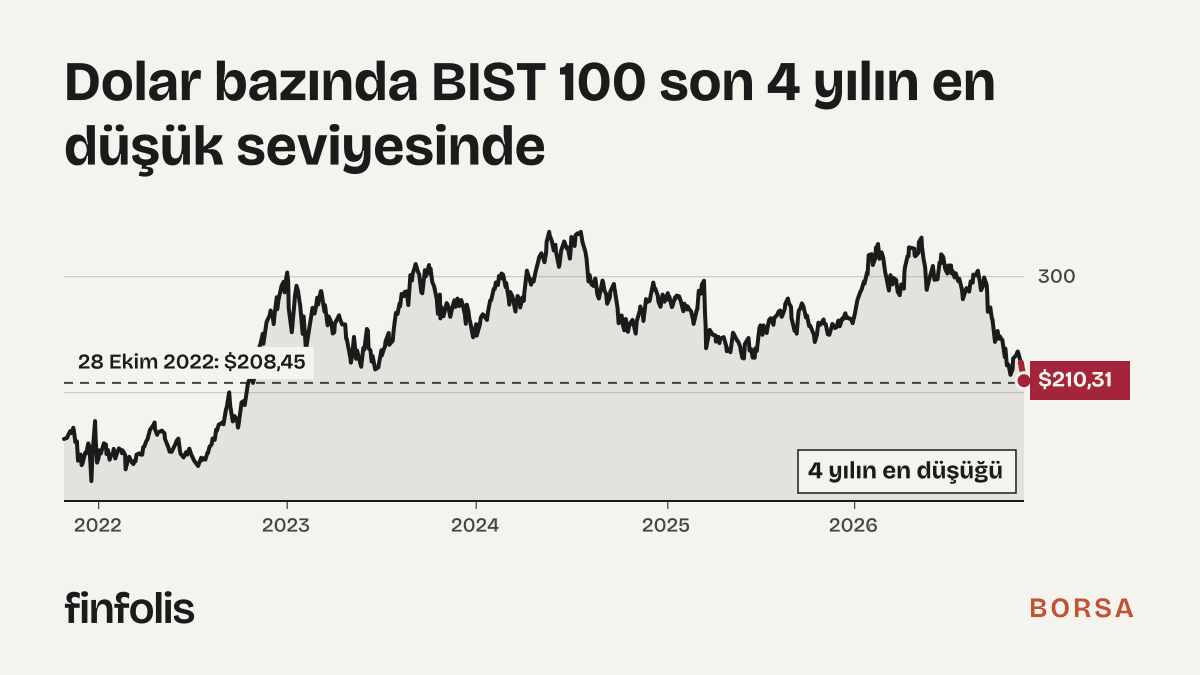 Dolar bazında BIST 100 son 4 yılın en
düşük seviyesinde
300
28 Ekim 2022: $208,45
$210,31
4 yılın en düşüğü
2022 2023 2024 2025 2026
finfolis
BORSA